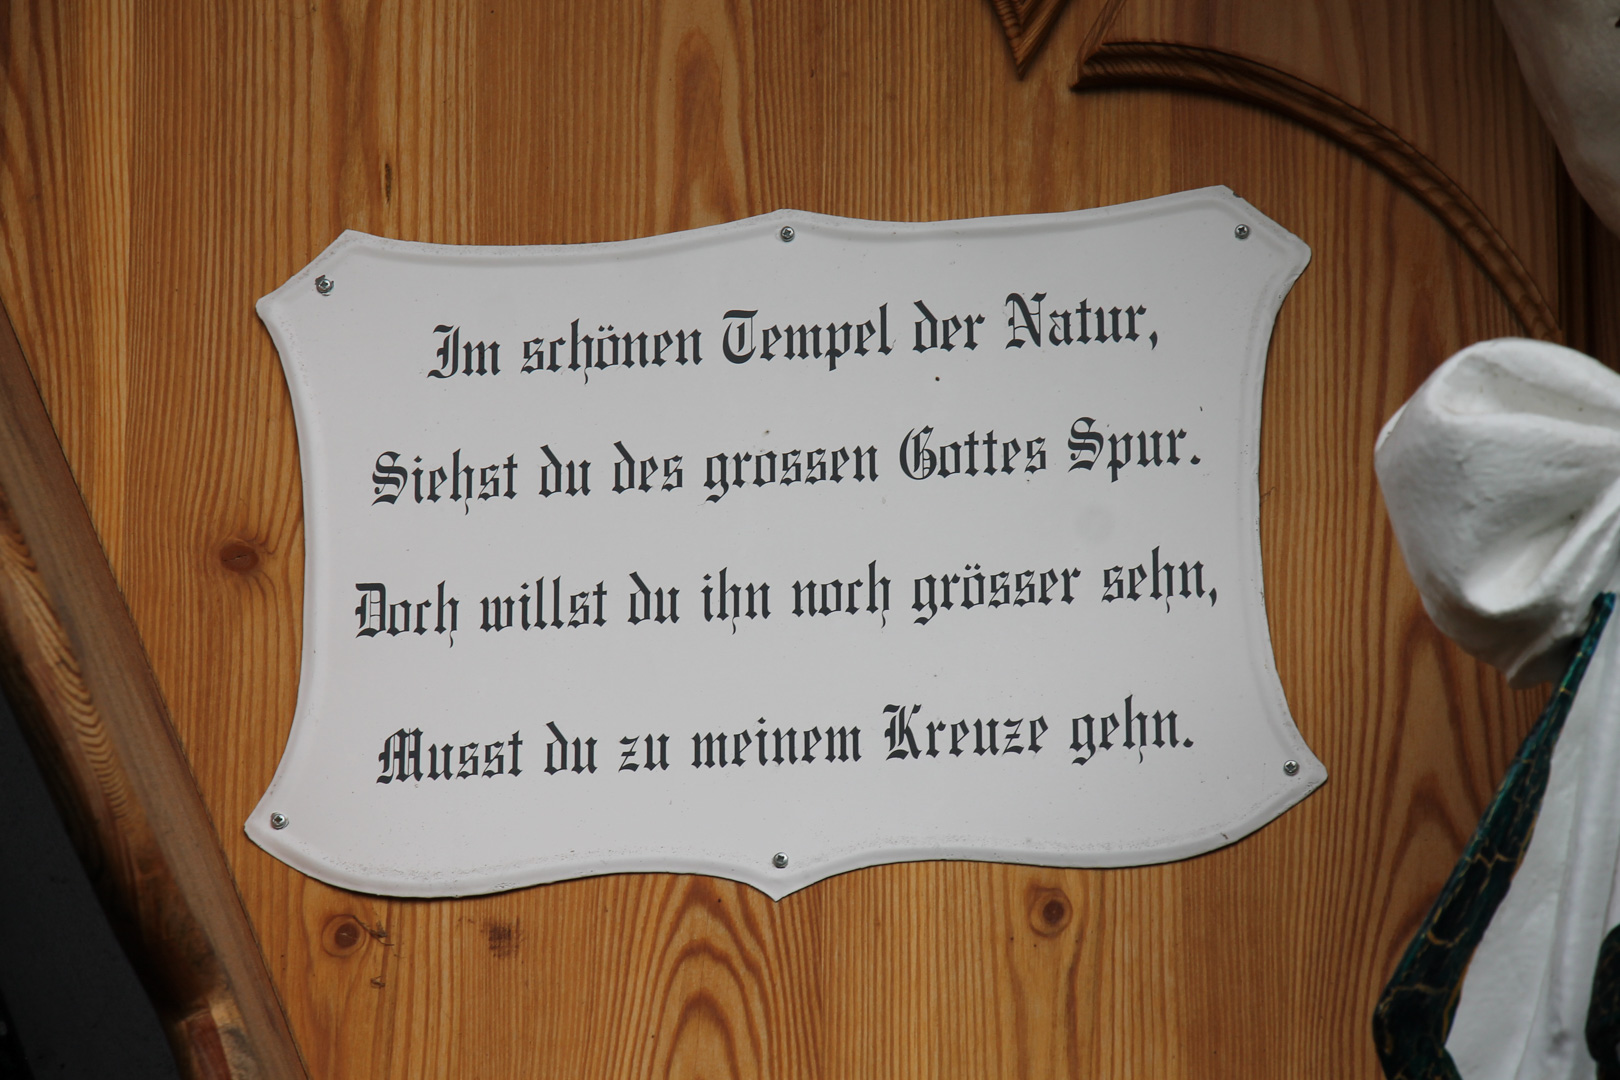 Im schönen Tempel der Natur,
Siehst du des grossen Gottes Spur.
Doch willst du ihn noch grösser sehn,
Musst du zu meinem Kreuze gehn.